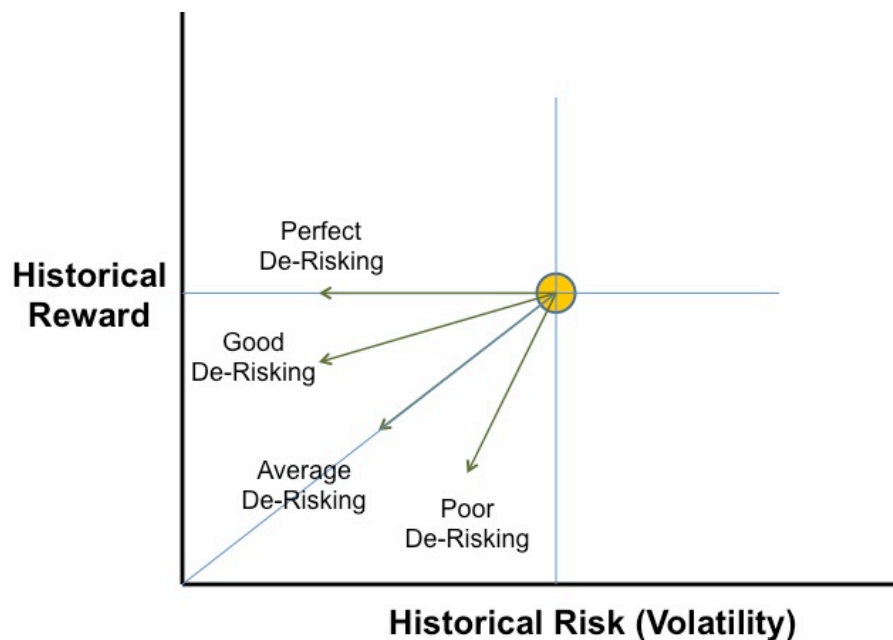 Perfect
De-Risking
Historical
Reward
Good
De-Risking
Average
De-Risking
Poor
De-Risking
Historical Risk (Volatility)